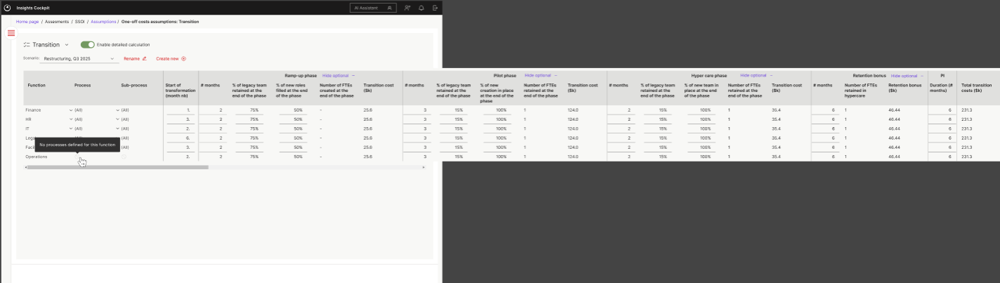 Insights Cockpit
AI Assistant
Home page / Assesments / SSOI / Assumptions / One-off costs assumptions: Transition
Transition
Enable detailed calculation
Scenario: Restructuring, Q3 2025 Rename Create new
Ramp-up phase Hide optional Pilot phase Hide optional Hyper care phase Hide optional Retention bonus Hide optional PI
Function Process Sub-process Start of transformation (month nb) # months % of legacy team retained at the end of the phase % of new roles filled at the end of the phase Number of FTEs created at the end of the phase Transition cost ($k) # months % of legacy team retained at the end of the phase % of new creation in place at the end of the phase Number of FTEs retained at the end of the phase Transition cost ($k) # months % of legacy team retained at the end of the phase % of new team in place at the end of the phase Number of FTEs retained at the end of the phase Transition cost ($k) # months Number of FTEs retained in hypercare Retention bonus ($k) Duration (# months) Total transition costs ($k)
Finance (All) (All) 1. 2 75% 50% - 25.6 3 15% 100% 1 124.0 2 15% 100% 1 35.4 6 1 46.44 6 231.3
HR (All) (All) 3. 2 75% 50% - 25.6 3 15% 100% 1 124.0 2 15% 100% 1 35.4 6 1 46.44 6 231.3
IT (All) (All) 2. 2 75% 50% - 25.6 3 15% 100% 1 124.0 2 15% 100% 1 35.4 6 1 46.44 6 231.3
Lega (All) 6. 2 75% 50% - 25.6 3 15% 100% 1 124.0 2 15% 100% 1 35.4 6 1 46.44 6 231.3
No processes defined for this function
Facil (All) 3. 2 75% 50% - 25.6 3 15% 100% 1 124.0 2 15% 100% 1 35.4 6 1 46.44 6 231.3
Operations 2. 2 75% 50% - 25.6 3 15% 100% 1 124.0 2 15% 100% 1 35.4 6 1 46.44 6 231.3